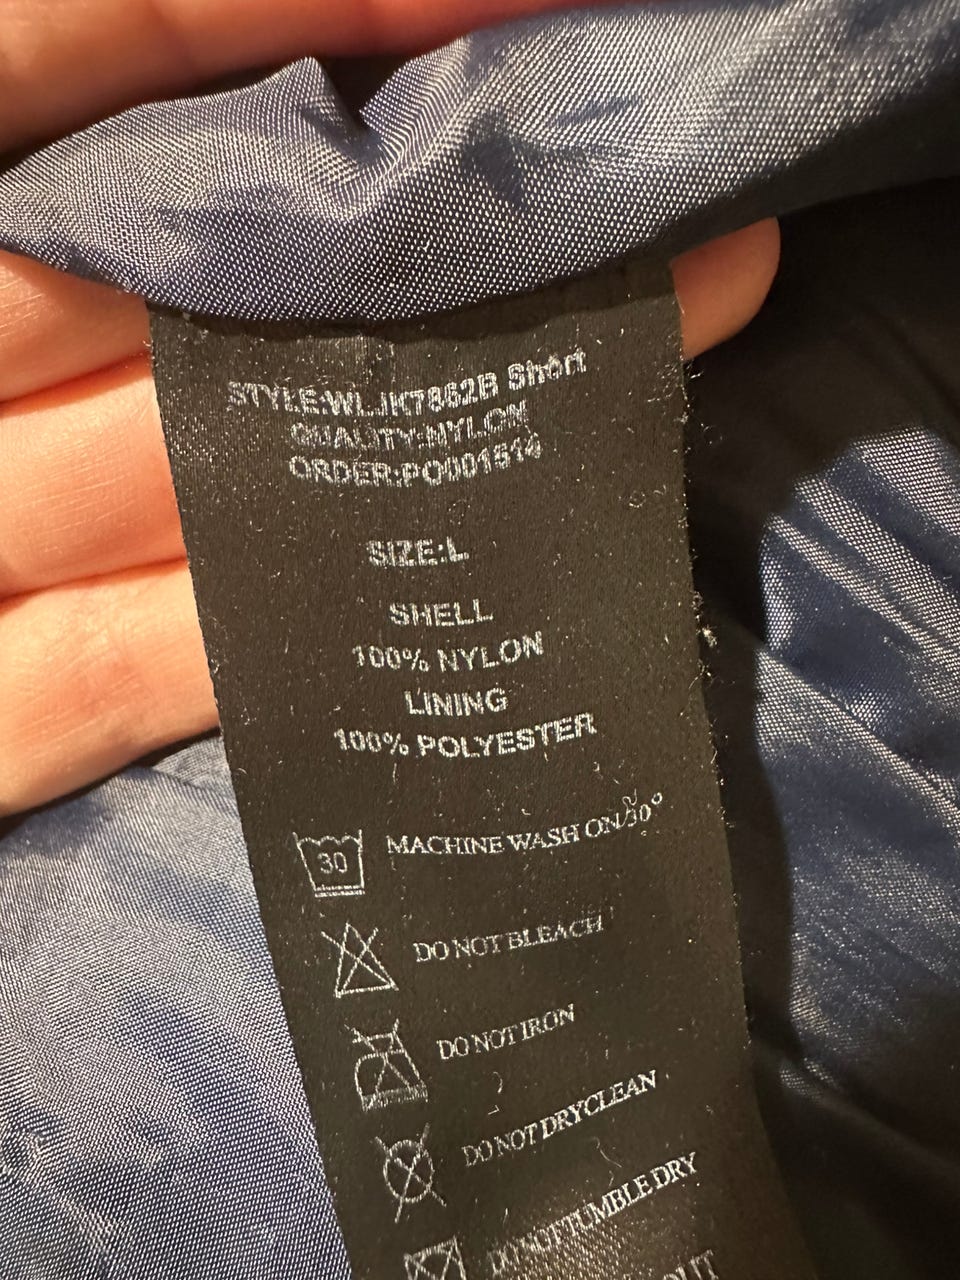 STYLE:WLJK7862B Short
QUALITY:NYLON
ORDER:PO001514
SIZE:L
SHELL
100% NYLON
LINING
100% POLYESTER
30 MACHINE WASH ON 30°
DO NOT BLEACH
DO NOT IRON
DO NOT DRYCLEAN
DO NOT TUMBLE DRY